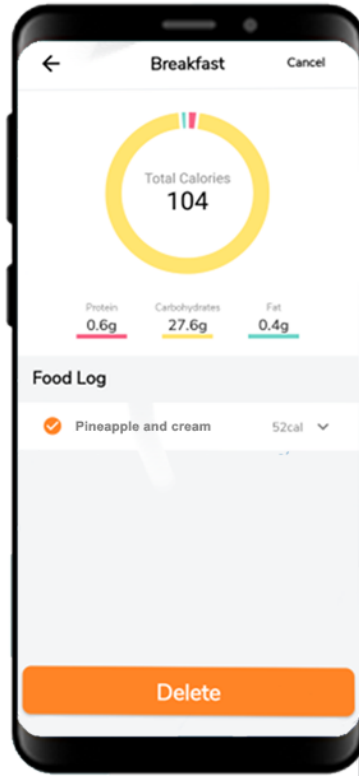 Breakfast Cancel
Total Calories
104
Protein Carbohydrates Fat
0.6g 27.6g 0.4g
Food Log
Pineapple and cream 52cal
Delete